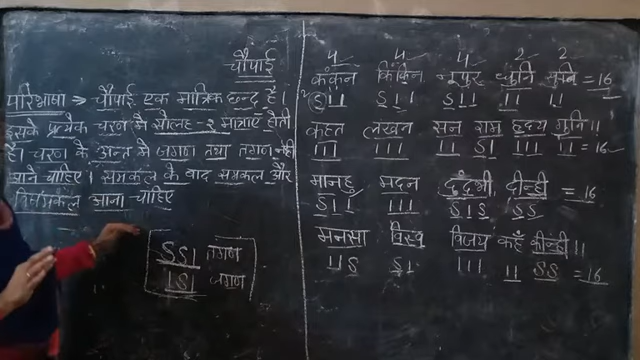 चौपाई
परिभाषा → चौपाई एक मात्रिक छन्द है।
इसके प्रत्येक चरण में सोलह-२ मात्राएँ होती
है। चरण के अन्त में जगण तथा तगण नही
आने चाहिए। समकल के बाद समकल और
विषमकल आना चाहिए
SSI तगण
ISI जगण
4 4 4 2 2
कंकन किंकिन नूपुर धुनि सुनि = 16
SII SII SII II II
कहत लखन सन राम हृदय गुनि॥
III III II SI III II = 16
मानहु मदन दुंदुभी दीन्ही = 16
SII III SIS SS
मनसा विस्व विजय कहँ कीन्ही॥
IIS SI III II SS = 16